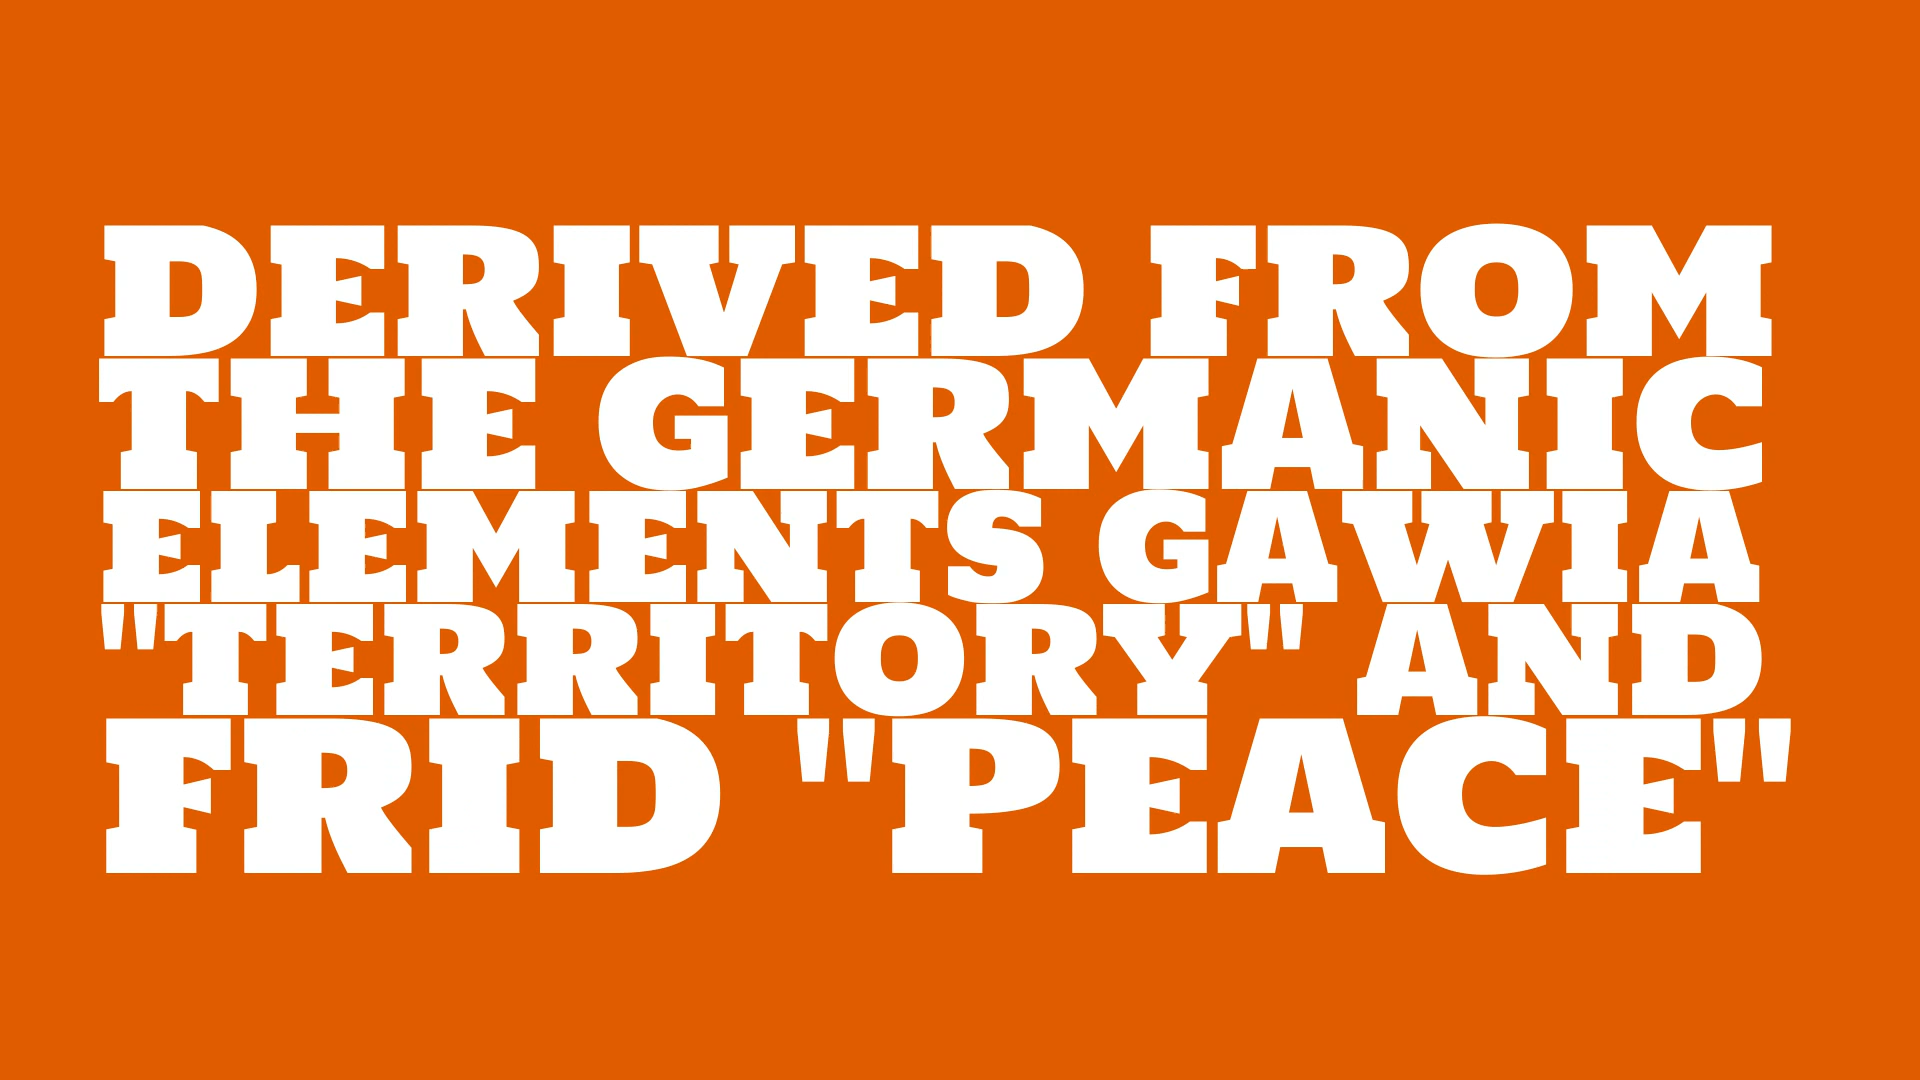 DERIVED FROM
THE GERMANIC
ELEMENTS GAWIA
"TERRITORY" AND
FRID "PEACE"